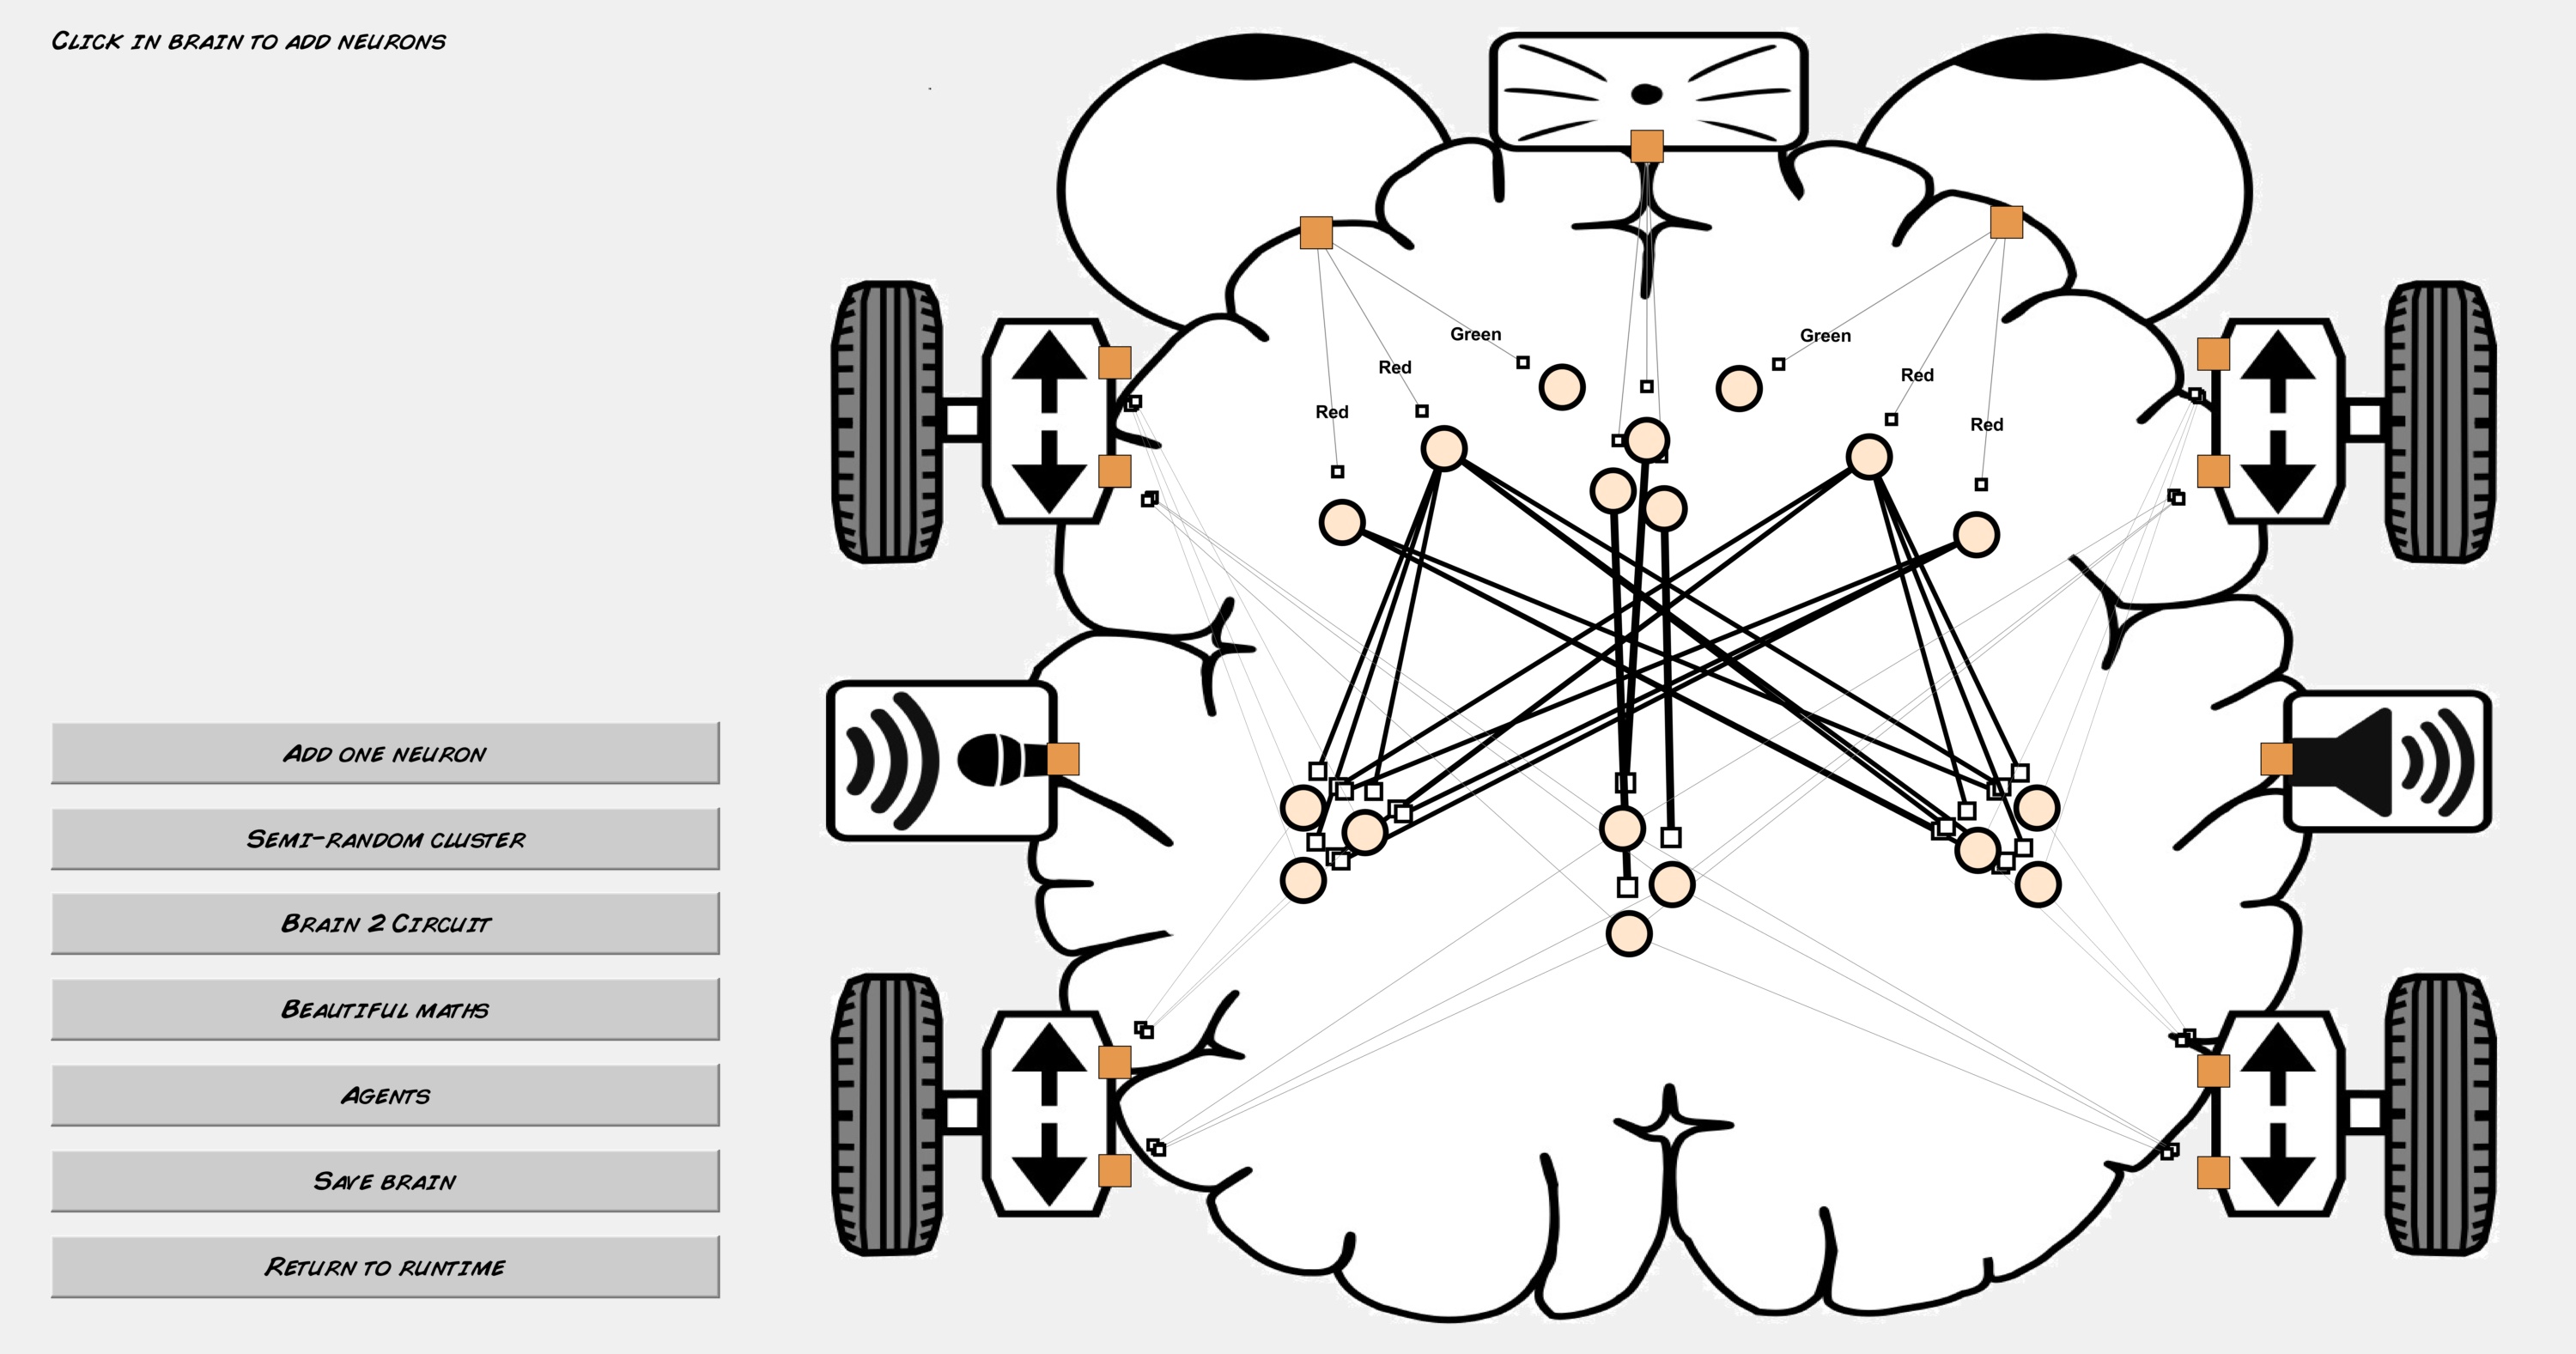 Click in brain to add neurons
Green
Green
Red
Red
Red
Red
Add one neuron
Semi-random cluster
Brain 2 Circuit
Beautiful maths
Agents
Save brain
Return to runtime